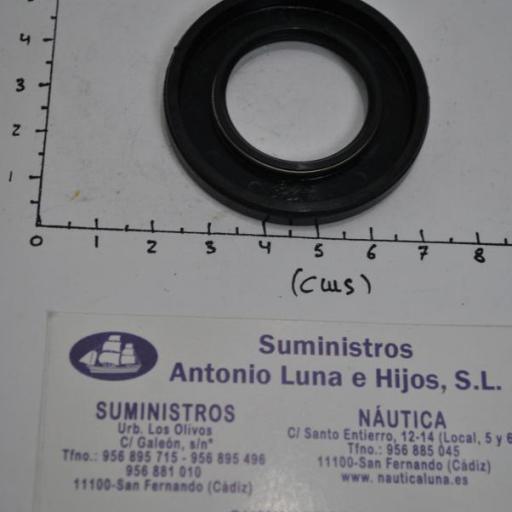 4
3
2
1
0 1 2 3 4 5 6 7 8
(cms)
Suministros
Antonio Luna e Hijos, S.L.
SUMINISTROS
Urb. Los Olivos
C/ Galeón, s/nº
Tfno.: 956 895 715 - 956 895 496
956 881 010
11100-San Fernando (Cádiz)
NÁUTICA
C/ Santo Entierro, 12-14 (Local, 5 y 6
Tfno.: 956 885 045
11100-San Fernando (Cádiz)
www. nauticaluna.es